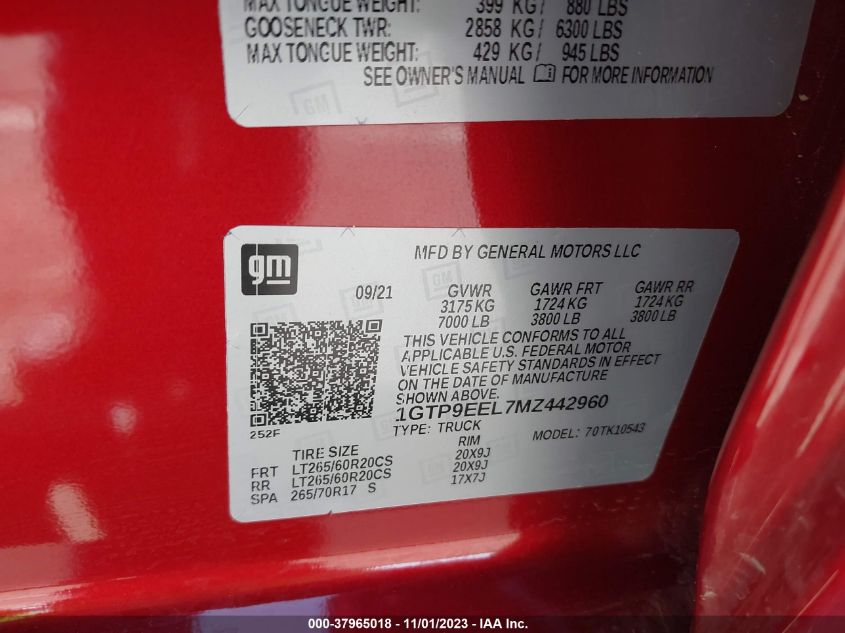 MAX TONGUE WEIGHT: 399 KG/ 880 LBS
GOOSENECK TWR: 2858 KG/ 6300 LBS
MAX TONGUE WEIGHT: 429 KG/ 945 LBS
SEE OWNER'S MANUAL FOR MORE INFORMATION
gm
MFD BY GENERAL MOTORS LLC
09/21 GVWR GAWR FRT GAWR RR
3175 KG 1724 KG 1724 KG
7000 LB 3800 LB 3800 LB
THIS VEHICLE CONFORMS TO ALL
APPLICABLE U.S. FEDERAL MOTOR
VEHICLE SAFETY STANDARDS IN EFFECT
ON THE DATE OF MANUFACTURE
SHOWN ABOVE.
1GTP9EEL7MZ442960
252F TYPE: TRUCK MODEL: 70TK10543
TIRE SIZE RIM
FRT LT265/60R20CS 20X9J
RR LT265/60R20CS 20X9J
SPA 265/70R17 S 17X7J
000-37965018 - 11/01/2023 - IAA Inc.